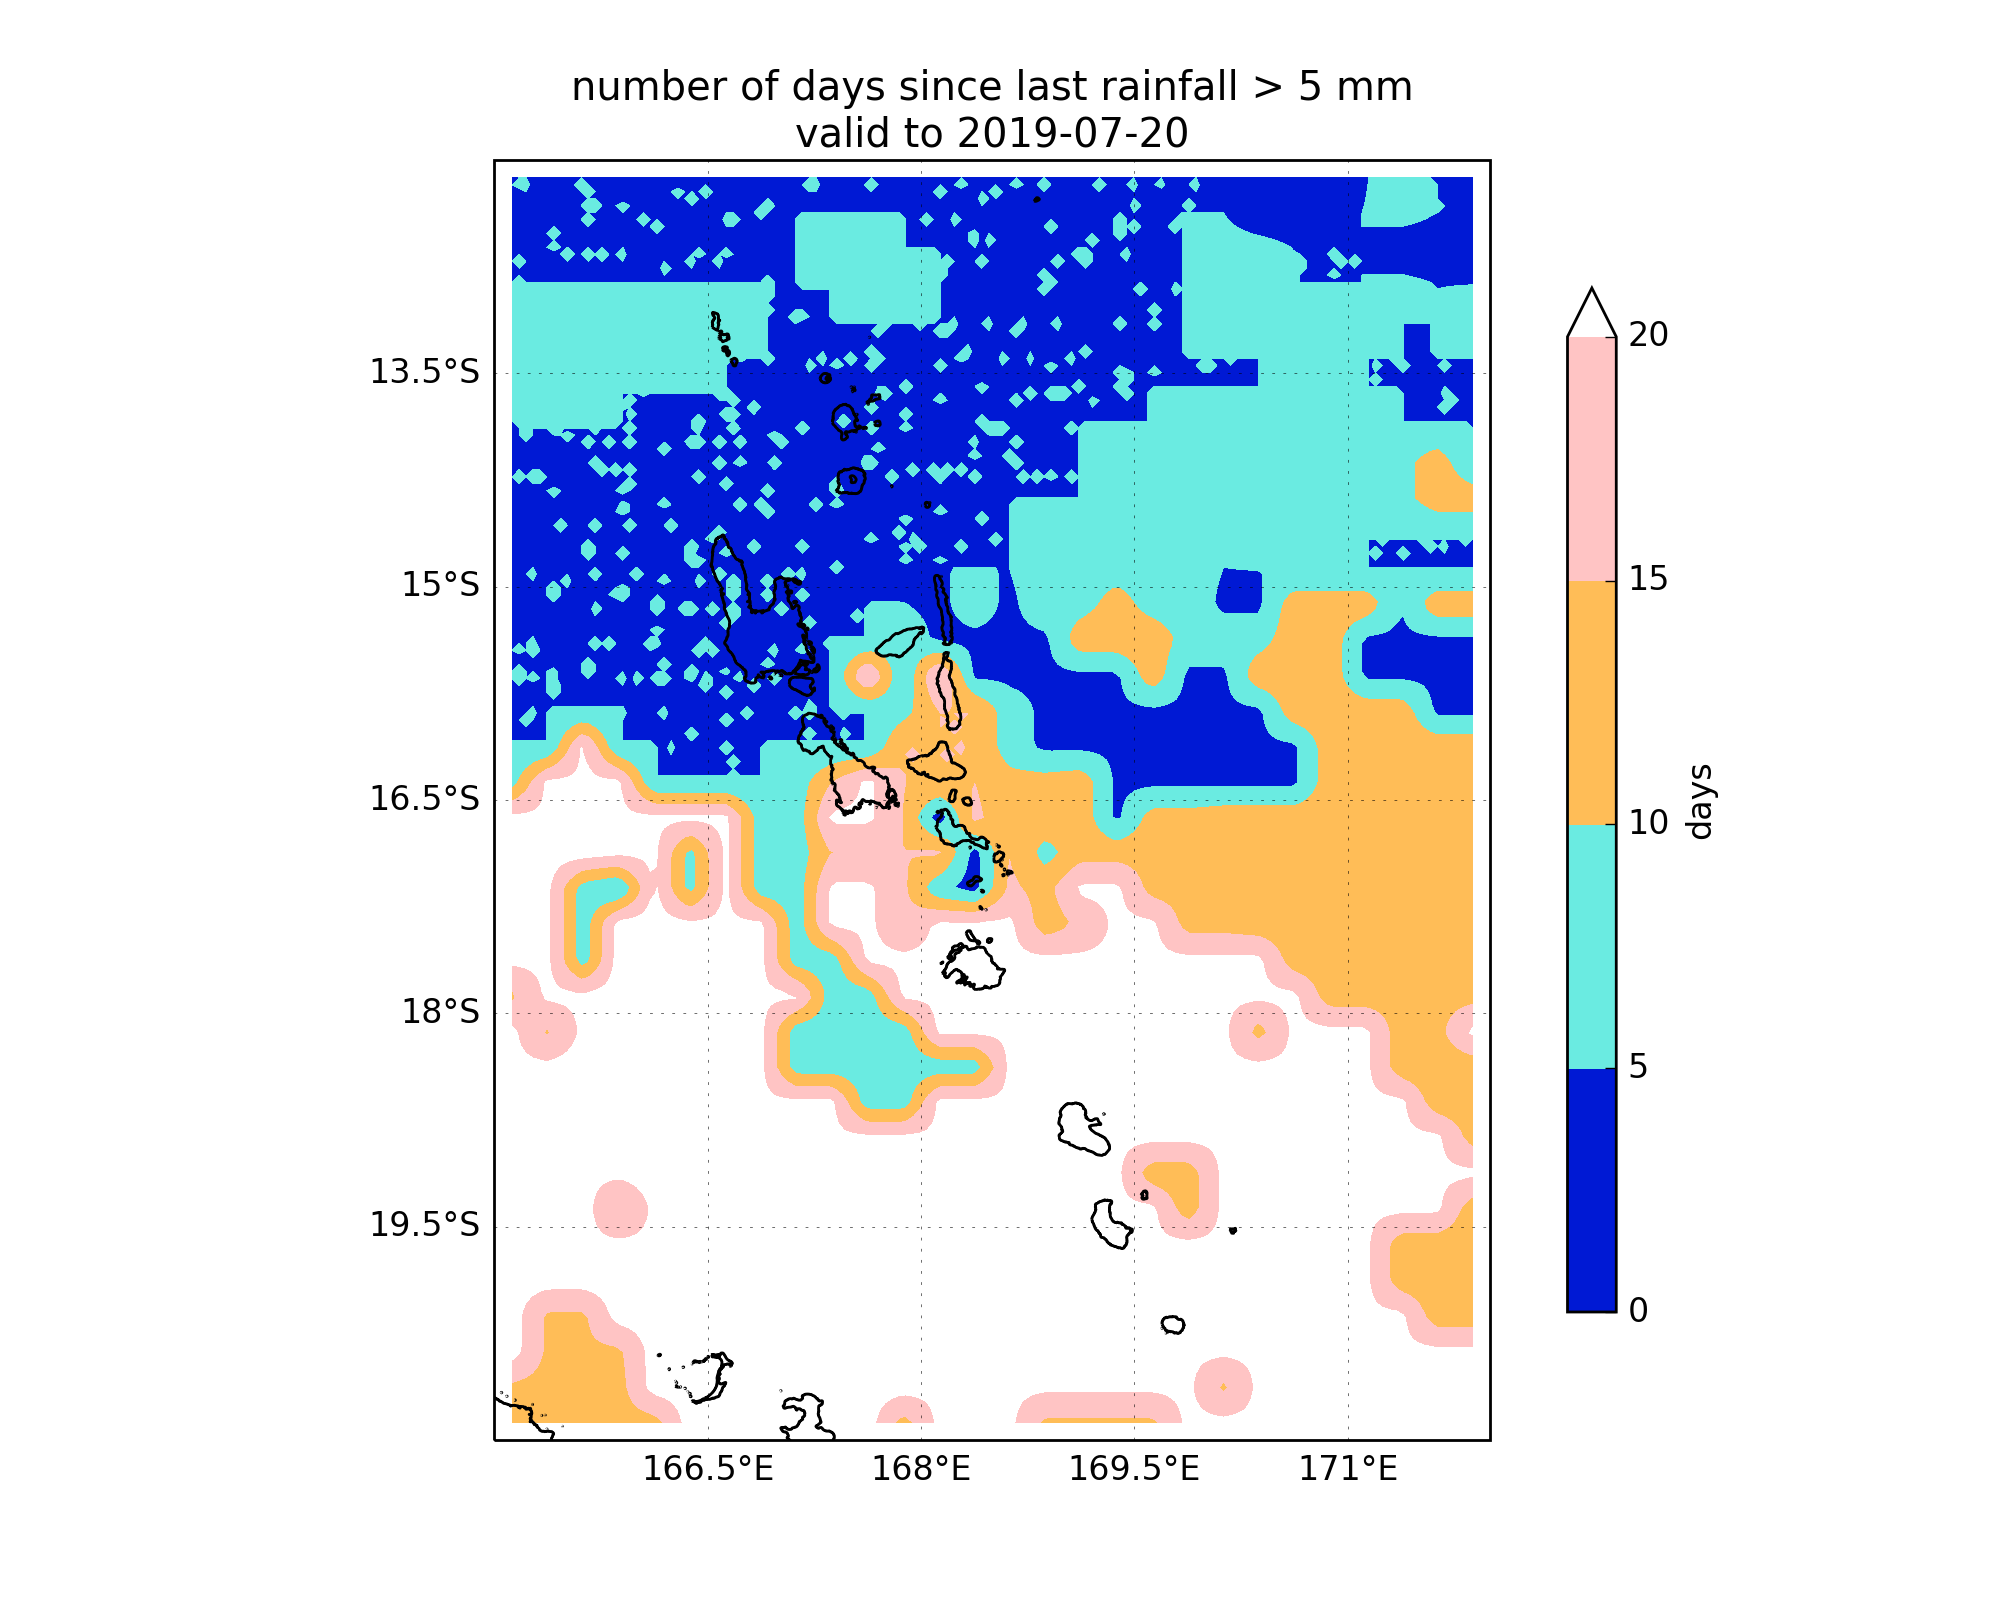 number of days since last rainfall > 5 mm
valid to 2019-07-20
13.5°S
15°S
16.5°S
18°S
19.5°S
166.5°E
168°E
169.5°E
171°E
20
15
10
5
0
days